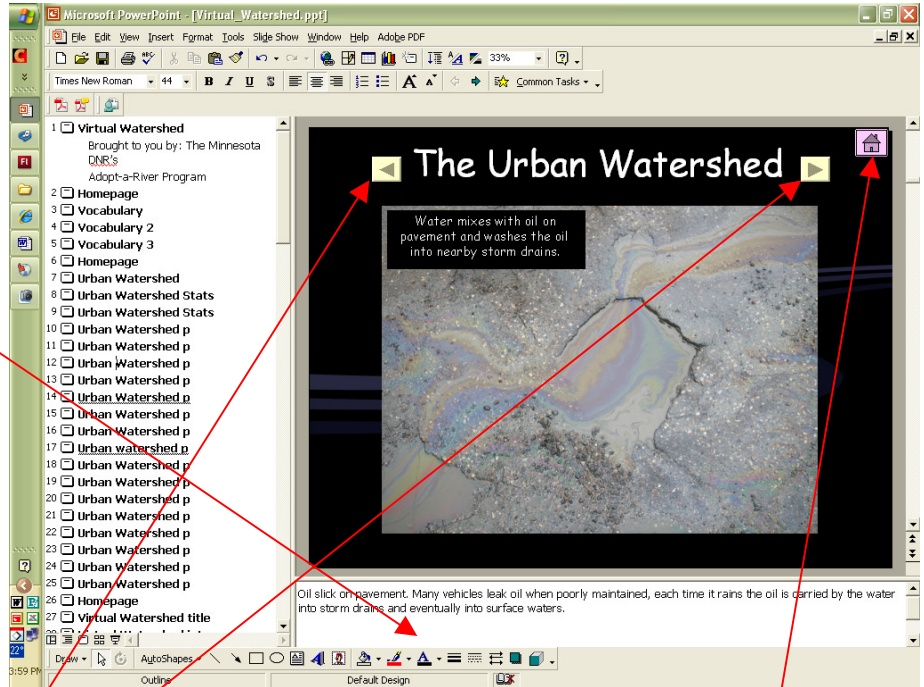 Microsoft PowerPoint - [Virtual_Watershed.ppt]
File Edit View Insert Format Tools Slide Show Window Help Adobe PDF
33%
Times New Roman 44 B I U S A A Common Tasks
1 Virtual Watershed
Brought to you by: The Minnesota
DNR's
Adopt-a-River Program
2 Homepage
3 Vocabulary
4 Vocabulary 2
5 Vocabulary 3
6 Homepage
7 Urban Watershed
8 Urban Watershed Stats
9 Urban Watershed Stats
10 Urban Watershed p
11 Urban Watershed p
12 Urban Watershed p
13 Urban Watershed p
14 Urban Watershed p
15 Urban Watershed p
16 Urban Watershed p
17 Urban watershed p
18 Urban Watershed p
19 Urban Watershed p
20 Urban Watershed p
21 Urban Watershed p
22 Urban Watershed p
23 Urban Watershed p
24 Urban Watershed p
25 Urban Watershed p
26 Homepage
27 Virtual Watershed title
The Urban Watershed
Water mixes with oil on
pavement and washes the oil
into nearby storm drains.
Oil slick on pavement. Many vehicles leak oil when poorly maintained, each time it rains the oil is carried by the water
into storm drains and eventually into surface waters.
Draw AutoShapes
22°
3:59 PM
Outline Default Design